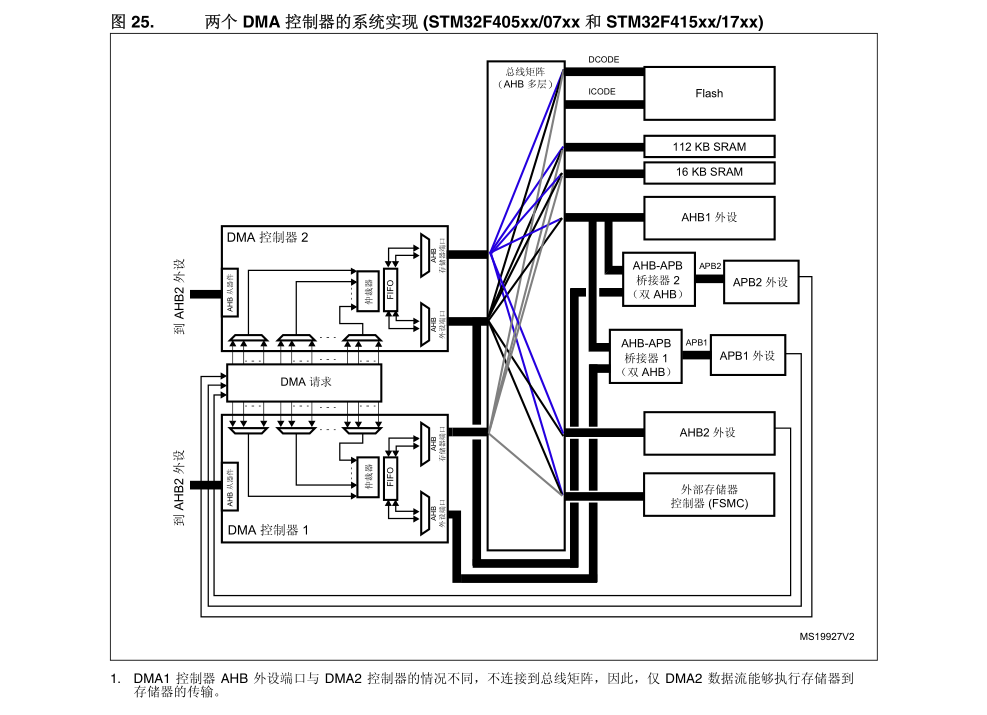 图 25. 两个 DMA 控制器的系统实现 (STM32F405xx/07xx 和 STM32F415xx/17xx)
总线矩阵
（AHB 多层）
DCODE
ICODE
Flash
112 KB SRAM
16 KB SRAM
AHB1 外设
AHB-APB
桥接器 2
（双 AHB）
APB2
APB2 外设
AHB-APB
桥接器 1
（双 AHB）
APB1
APB1 外设
AHB2 外设
外部存储器
控制器 (FSMC)
DMA 控制器 2
到 AHB2 外设
AHB 从器件
仲裁器
FIFO
AHB
存储器端口
AHB
外设端口
DMA 请求
到 AHB2 外设
AHB 从器件
仲裁器
FIFO
AHB
存储器端口
AHB
外设端口
DMA 控制器 1
MS19927V2
1. DMA1 控制器 AHB 外设端口与 DMA2 控制器的情况不同，不连接到总线矩阵，因此，仅 DMA2 数据流能够执行存储器到
存储器的传输。